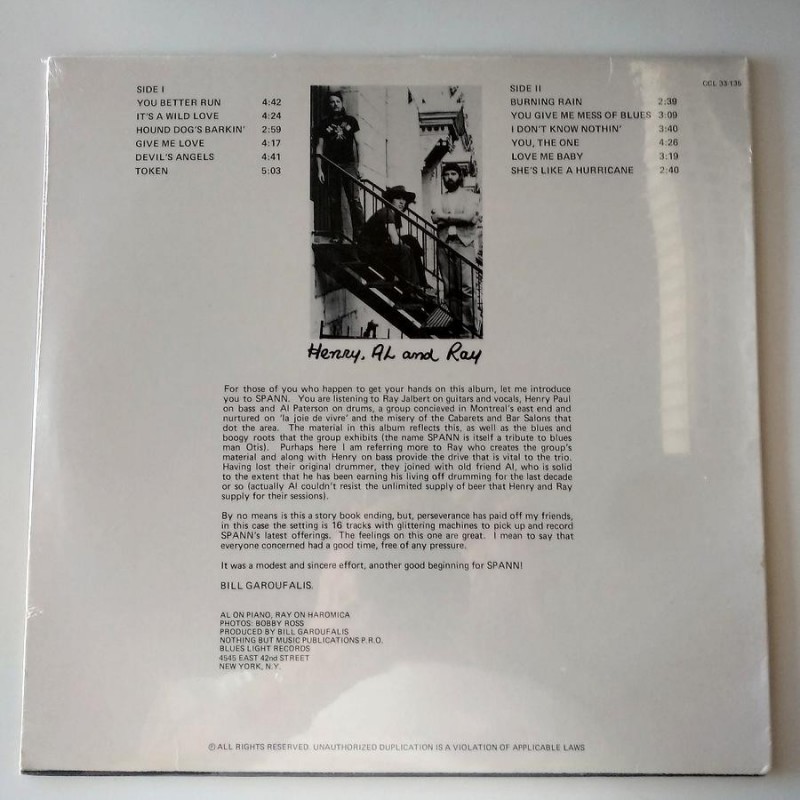 SIDE I
YOU BETTER RUN 4:42
IT'S A WILD LOVE 4:24
HOUND DOG'S BARKIN' 2:59
GIVE ME LOVE 4:17
DEVIL'S ANGELS 4:41
TOKEN 5:03
SIDE II
BURNING RAIN 2:39
YOU GIVE ME MESS OF BLUES 3:09
I DON'T KNOW NOTHIN' 3:40
YOU, THE ONE 4:26
LOVE ME BABY 3:19
SHE'S LIKE A HURRICANE 2:40
CCL 33-135
Henry, AL and Ray
For those of you who happen to get your hands on this album, let me introduce
you to SPANN. You are listening to Ray Jalbert on guitars and vocals, Henry Paul
on bass and Al Paterson on drums, a group concieved in Montreal's east end and
nurtured on 'la joie de vivre' and the misery of the Cabarets and Bar Salons that
dot the area. The material in this album reflects this, as well as the blues and
boogy roots that the group exhibits (the name SPANN is itself a tribute to blues
man Otis). Purhaps here I am referring more to Ray who creates the group's
material and along with Henry on bass provide the drive that is vital to the trio.
Having lost their original drummer, they joined with old friend Al, who is solid
to the extent that he has been earning his living off drumming for the last decade
or so (actually Al couldn't resist the unlimited supply of beer that Henry and Ray
supply for their sessions).
By no means is this a story book ending, but, perseverance has paid off my friends,
in this case the setting is 16 tracks with glittering machines to pick up and record
SPANN's latest offerings. The feelings on this one are great. I mean to say that
everyone concerned had a good time, free of any pressure.
It was a modest and sincere effort, another good beginning for SPANN!
BILL GAROUFALIS.
AL ON PIANO, RAY ON HAROMICA
PHOTOS: BOBBY ROSS
PRODUCED BY BILL GAROUFALIS
NOTHING BUT MUSIC PUBLICATIONS P.R.O.
BLUES LIGHT RECORDS
4545 EAST 42nd STREET
NEW YORK, N.Y.
© ALL RIGHTS RESERVED. UNAUTHORIZED DUPLICATION IS A VIOLATION OF APPLICABLE LAWS